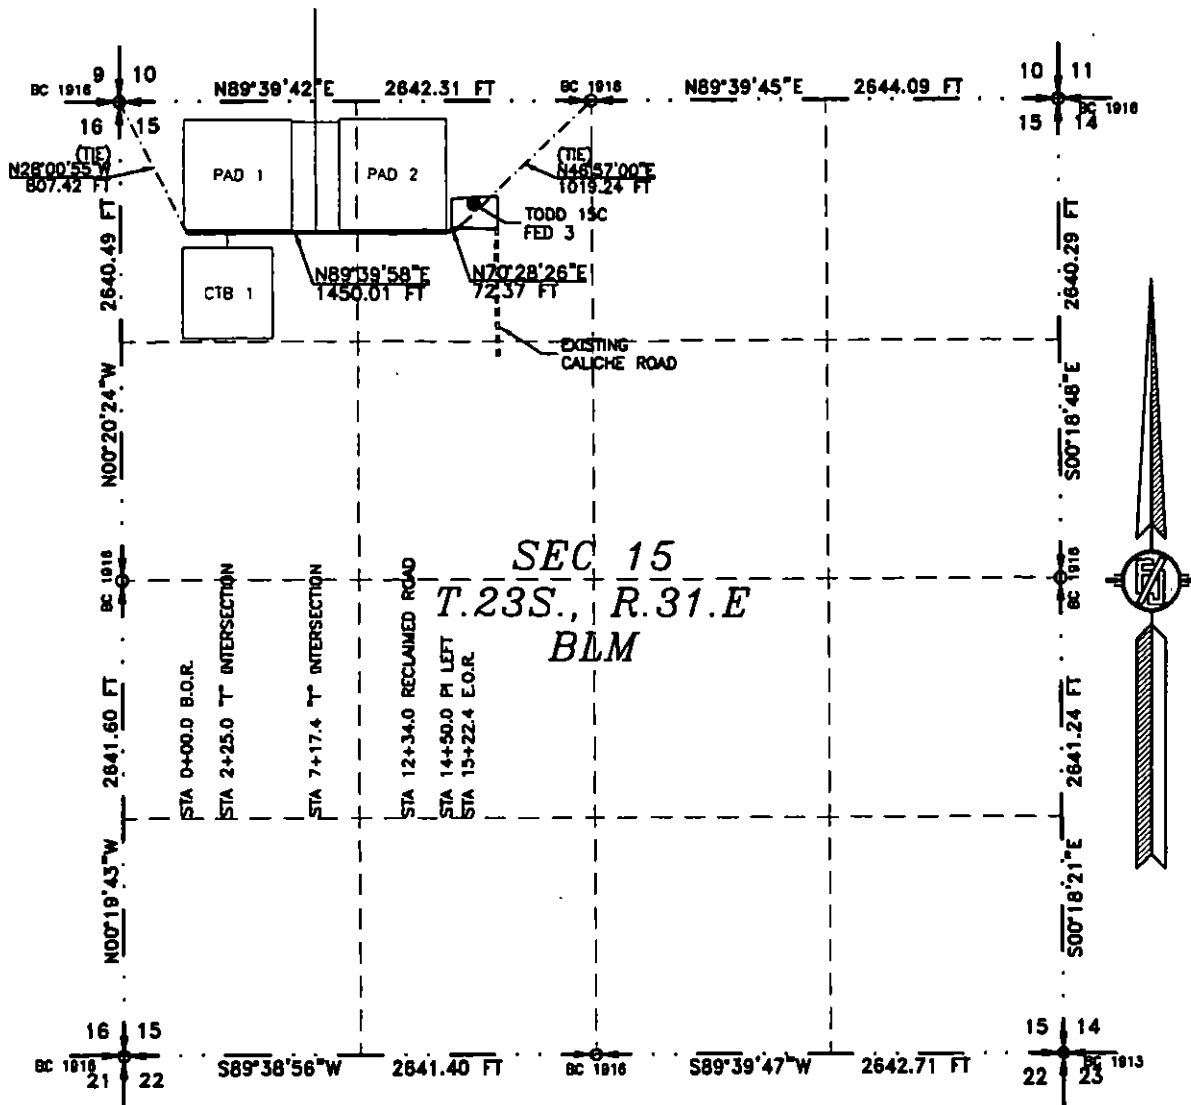 9 10
BC 1916
16 15
N89°39'42"E 2642.31 FT
BC 1916
N89°39'45"E 2644.09 FT
10 11
BC 1916
15 14
(TIE)
807.42 FT
PAD 1
PAD 2
(TIE)
N46°57'00"E
1019.24 FT
TODD 15C
FED 3
N89°39'58"E
1450.01 FT
N70°28'26"E
72.37 FT
CTB 1
EXISTING
CALICHE ROAD
2640.49 FT
N00°20'24"W
2640.29 FT
S00°18'48"E
SEC 15
T.23S., R.31.E
BLM
BC 1916
BC 1916
STA 0+00.0 B.O.R.
STA 2+25.0 "T" INTERSECTION
STA 7+17.4 "T" INTERSECTION
STA 12+34.0 RECLAIMED ROAD
STA 14+50.0 PI LEFT
STA 15+22.4 E.O.R.
2641.60 FT
N00°19'43"W
2641.24 FT
S00°18'21"E
16 15
BC 1916
21 22
S89°38'56"W 2641.40 FT
BC 1916
S89°39'47"W 2642.71 FT
15 14
BC 1913
22 23